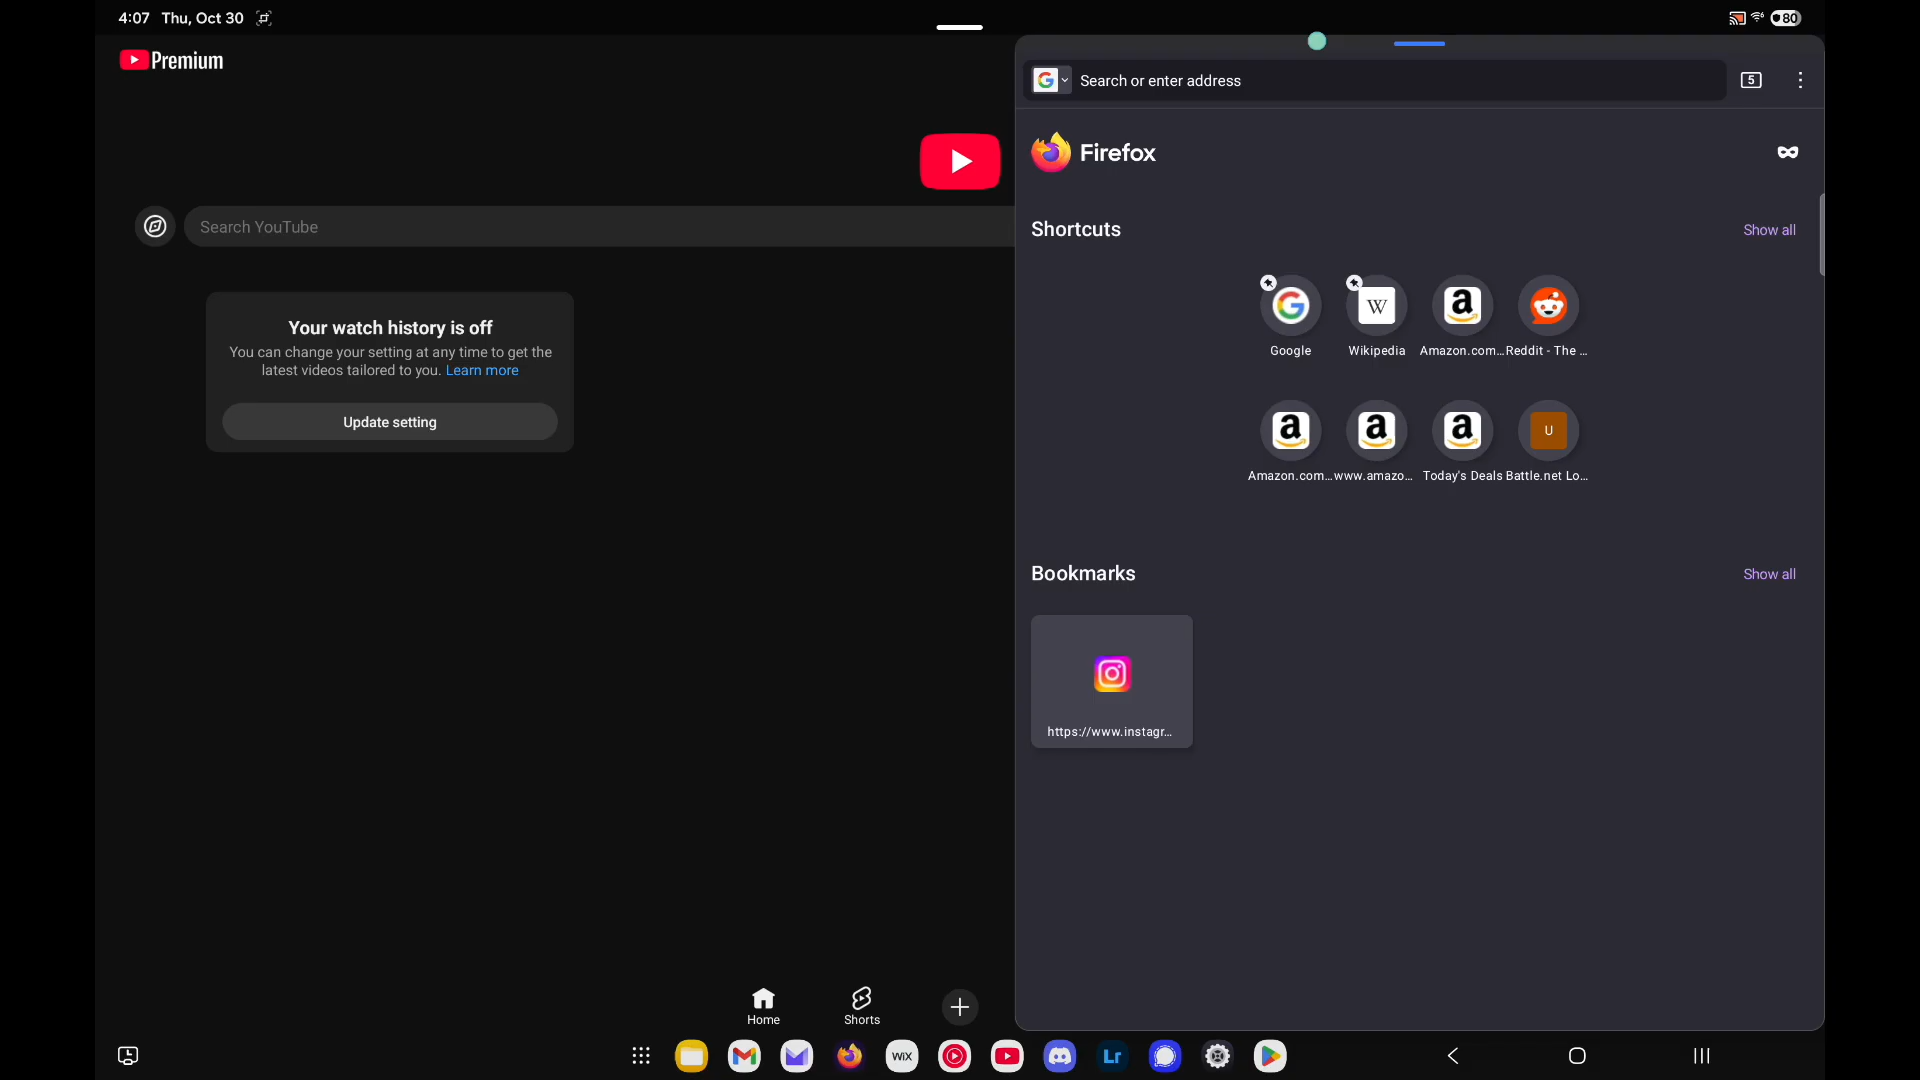 4:07 Thu, Oct 30
80
Premium
Search YouTube
Your watch history is off
You can change your setting at any time to get the
latest videos tailored to you. Learn more
Update setting
Home
Shorts
Search or enter address
5
Firefox
Shortcuts
Show all
W
Google
Wikipedia
Amazon.com...
Reddit - The ...
U
Amazon.com...
www.amazo...
Today's Deals
Battle.net Lo...
Bookmarks
Show all
https://www.instagr...
WiX
Lr